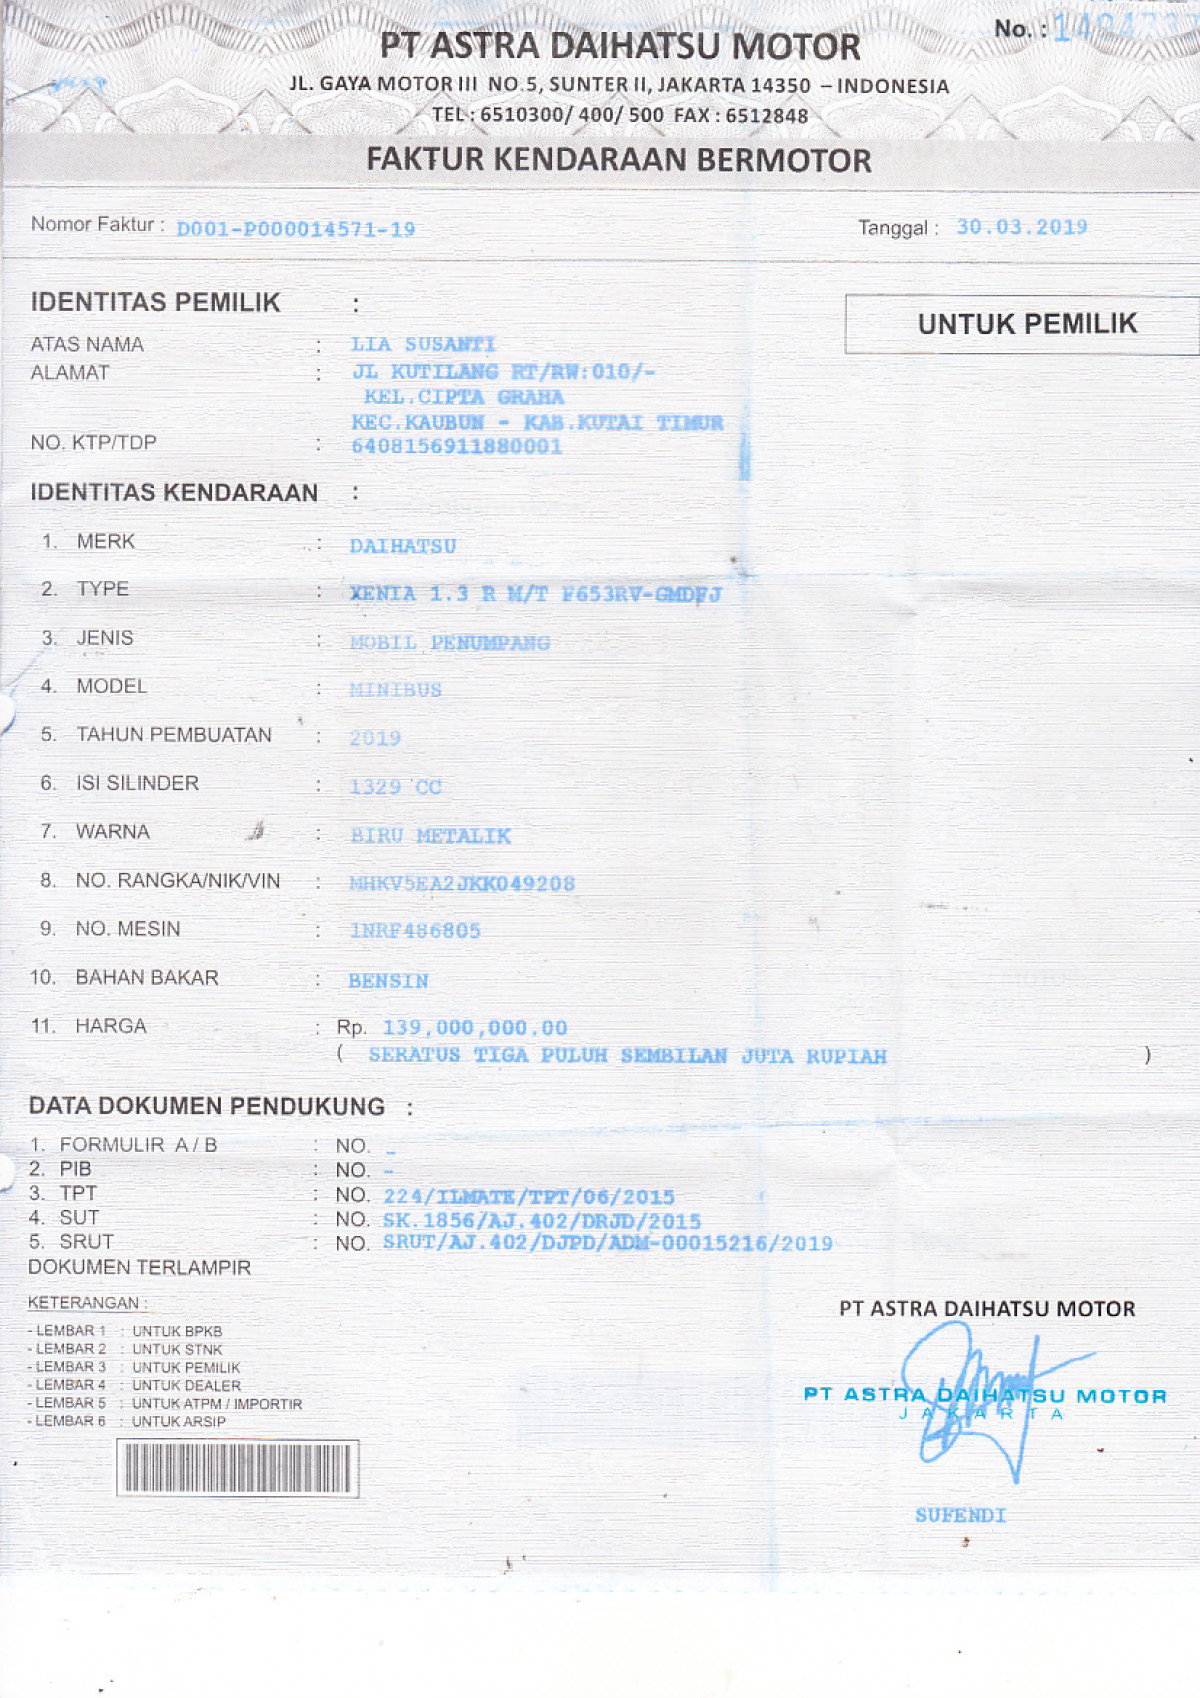 No. :
PT ASTRA DAIHATSU MOTOR
JL. GAYA MOTOR III NO.5, SUNTER II, JAKARTA 14350 – INDONESIA
TEL : 6510300/ 400/ 500 FAX : 6512848
FAKTUR KENDARAAN BERMOTOR
Nomor Faktur : D001-P000014571-19 Tanggal : 30.03.2019
IDENTITAS PEMILIK :
UNTUK PEMILIK
ATAS NAMA : LIA SUSANTI
ALAMAT : JL KUTILANG RT/RW:010/-
KEL.CIPTA GRAHA
KEC.KAUBUN - KAB.KUTAI TIMUR
NO. KTP/TDP : 6408156911880001
IDENTITAS KENDARAAN :
1. MERK : DAIHATSU
2. TYPE : XENIA 1.3 R M/T F653RV-GMDFJ
3. JENIS : MOBIL PENUMPANG
4. MODEL : MINIBUS
5. TAHUN PEMBUATAN : 2019
6. ISI SILINDER : 1329 CC
7. WARNA : BIRU METALIK
8. NO. RANGKA/NIK/VIN : MHKV5EA2JKK049208
9. NO. MESIN : 1NRF486805
10. BAHAN BAKAR : BENSIN
11. HARGA : Rp. 139,000,000.00
( SERATUS TIGA PULUH SEMBILAN JUTA RUPIAH )
DATA DOKUMEN PENDUKUNG :
1. FORMULIR A / B : NO. -
2. PIB : NO. -
3. TPT : NO. 224/ILMATE/TPT/06/2015
4. SUT : NO. SK.1856/AJ.402/DRJD/2015
5. SRUT : NO. SRUT/AJ.402/DJPD/ADM-00015216/2019
DOKUMEN TERLAMPIR
KETERANGAN :
- LEMBAR 1 : UNTUK BPKB
- LEMBAR 2 : UNTUK STNK
- LEMBAR 3 : UNTUK PEMILIK
- LEMBAR 4 : UNTUK DEALER
- LEMBAR 5 : UNTUK ATPM / IMPORTIR
- LEMBAR 6 : UNTUK ARSIP
PT ASTRA DAIHATSU MOTOR
PT ASTRA DAIHATSU MOTOR
JAKARTA
SUFENDI